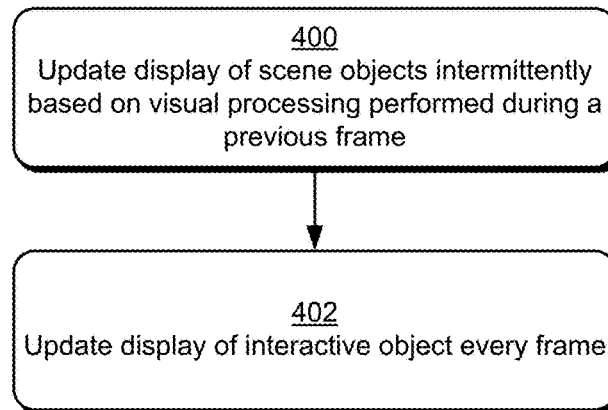 400
Update display of scene objects intermittently
based on visual processing performed during a
previous frame
402
Update display of interactive object every frame